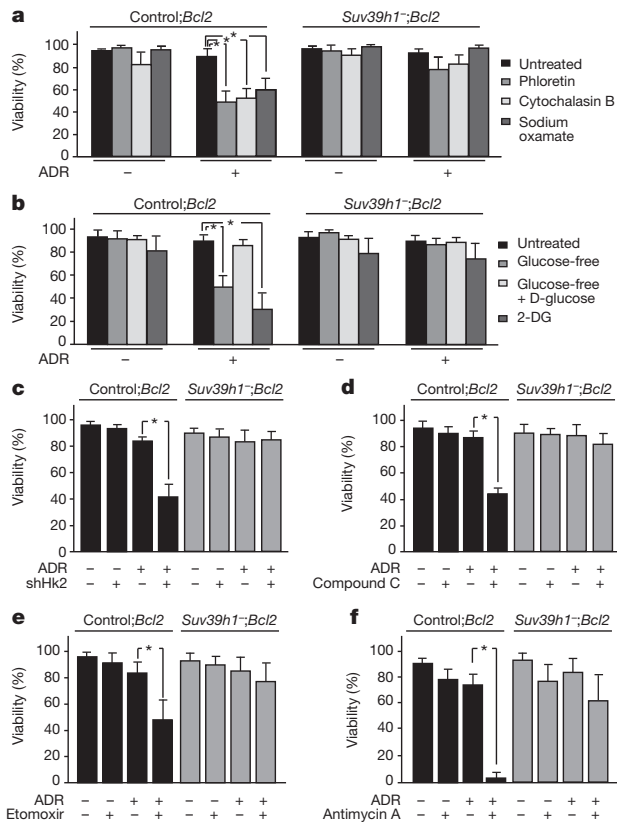 a
Control;Bcl2
Suv39h1⁻;Bcl2
Viability (%)
100
80
60
40
20
0
* * *
Untreated
Phloretin
Cytochalasin B
Sodium
oxamate
ADR – + – +
b
Control;Bcl2
Suv39h1⁻;Bcl2
Viability (%)
100
80
60
40
20
0
* *
Untreated
Glucose-free
Glucose-free
+ D-glucose
2-DG
ADR – + – +
c
Control;Bcl2 Suv39h1⁻;Bcl2
Viability (%)
100
80
60
40
20
0
*
ADR – – + + – – + +
shHk2 – + – + – + – +
d
Control;Bcl2 Suv39h1⁻;Bcl2
Viability (%)
100
80
60
40
20
0
*
ADR – – + + – – + +
Compound C – + – + – + – +
e
Control;Bcl2 Suv39h1⁻;Bcl2
Viability (%)
100
80
60
40
20
0
*
ADR – – + + – – + +
Etomoxir – + – + – + – +
f
Control;Bcl2 Suv39h1⁻;Bcl2
Viability (%)
100
80
60
40
20
0
*
ADR – – + + – – + +
Antimycin A – + – + – + – +